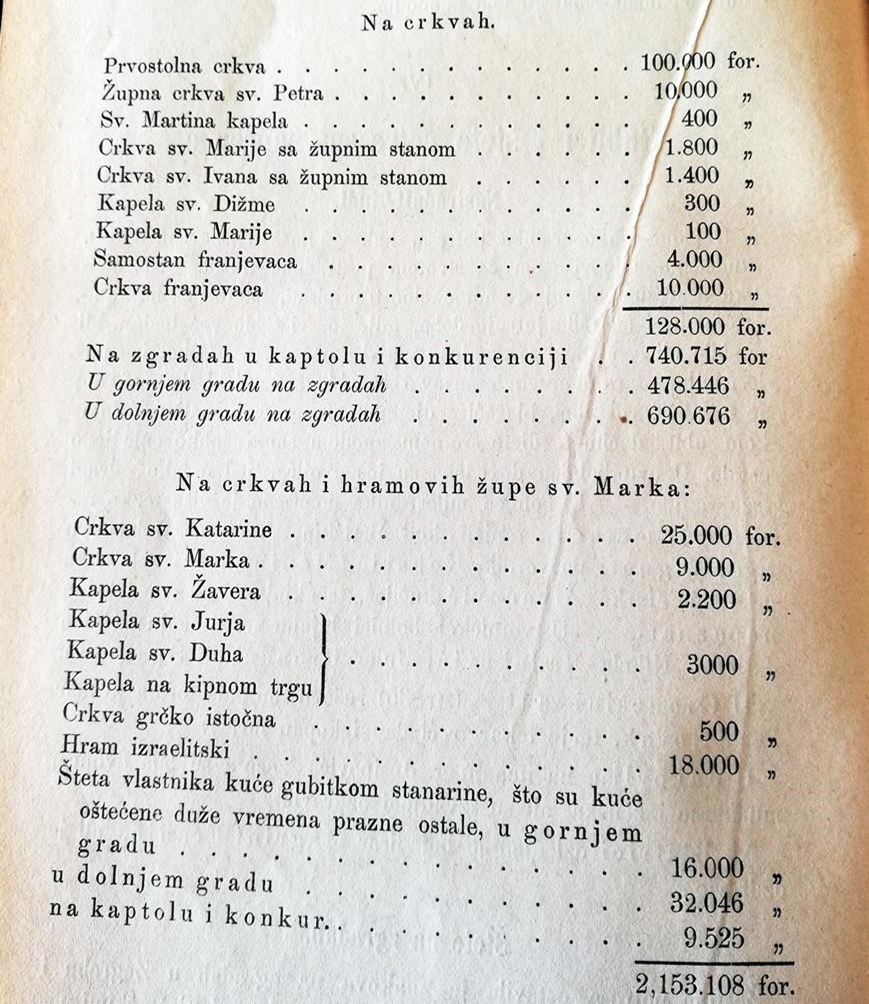 Na crkvah.
Prvostolna crkva . . . . . . . . . . . . . 100.000 for.
Župna crkva sv. Petra . . . . . . . . . . . 10.000 „
Sv. Martina kapela . . . . . . . . . . . . 400 „
Crkva sv. Marije sa župnim stanom . . . . . . 1.800 „
Crkva sv. Ivana sa župnim stanom . . . . . . 1.400 „
Kapela sv. Dižme . . . . . . . . . . . . 300 „
Kapela sv. Marije . . . . . . . . . . . . 100 „
Samostan franjevaca . . . . . . . . . . . 4.000 „
Crkva franjevaca . . . . . . . . . . . . 10.000 „
128.000 for.
Na zgradah u kaptolu i konkurenciji . . 740.715 for
U gornjem gradu na zgradah . . . . . . . . 478.446 „
U dolnjem gradu na zgradah . . . . . . . . 690.676 „
Na crkvah i hramovih župe sv. Marka:
Crkva sv. Katarine . . . . . . . . . . . . 25.000 for.
Crkva sv. Marka . . . . . . . . . . . . . 9.000 „
Kapela sv. Žavera . . . . . . . . . . . . 2.200 „
Kapela sv. Jurja
Kapela sv. Duha . . . . . . . . . . 3000 „
Kapela na kipnom trgu
Crkva grčko istočna . . . . . . . . . . . 500 „
Hram izraelitski . . . . . . . . . . . . . 18.000 „
Šteta vlastnika kuće gubitkom stanarine, što su kuće
oštećene duže vremena prazne ostale, u gornjem
gradu . . . . . . . . . . . . . . . 16.000 „
u dolnjem gradu . . . . . . . . . . . 32.046 „
na kaptolu i konkur. . . . . . . . . . . . 9.525 „
2,153.108 for.